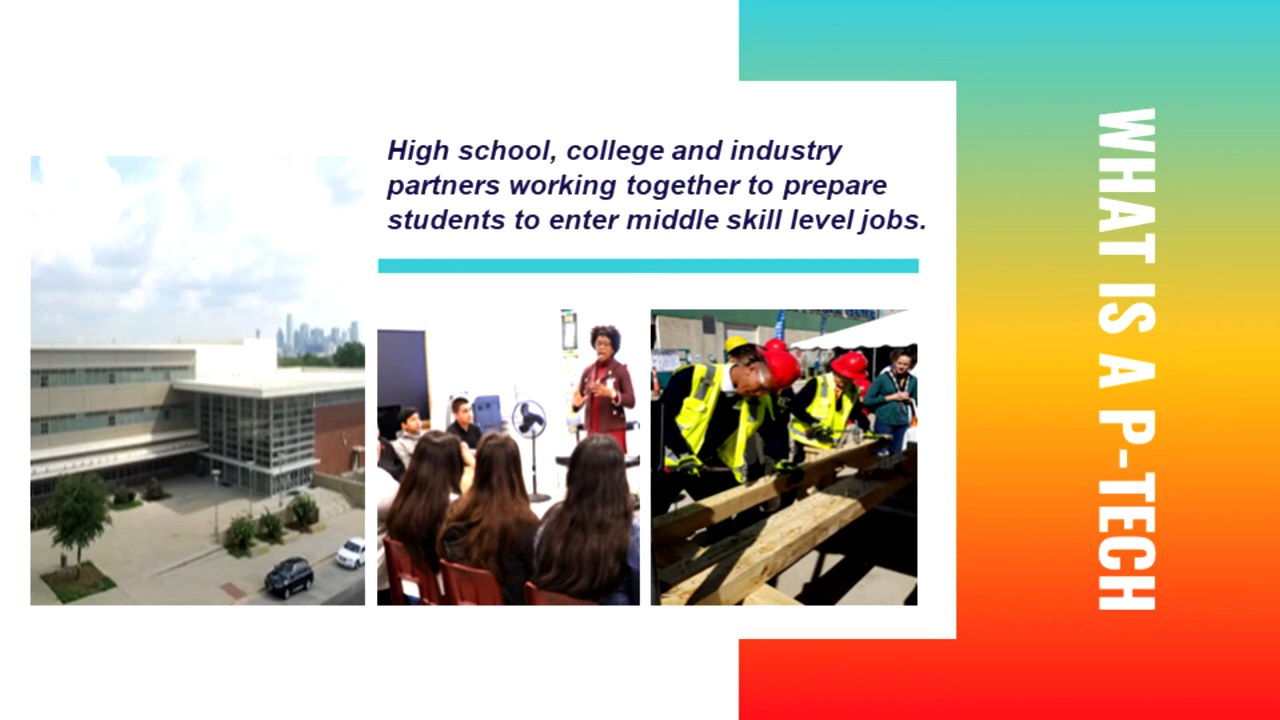 High school, college and industry
partners working together to prepare
students to enter middle skill level jobs.
WHAT IS A P-TECH